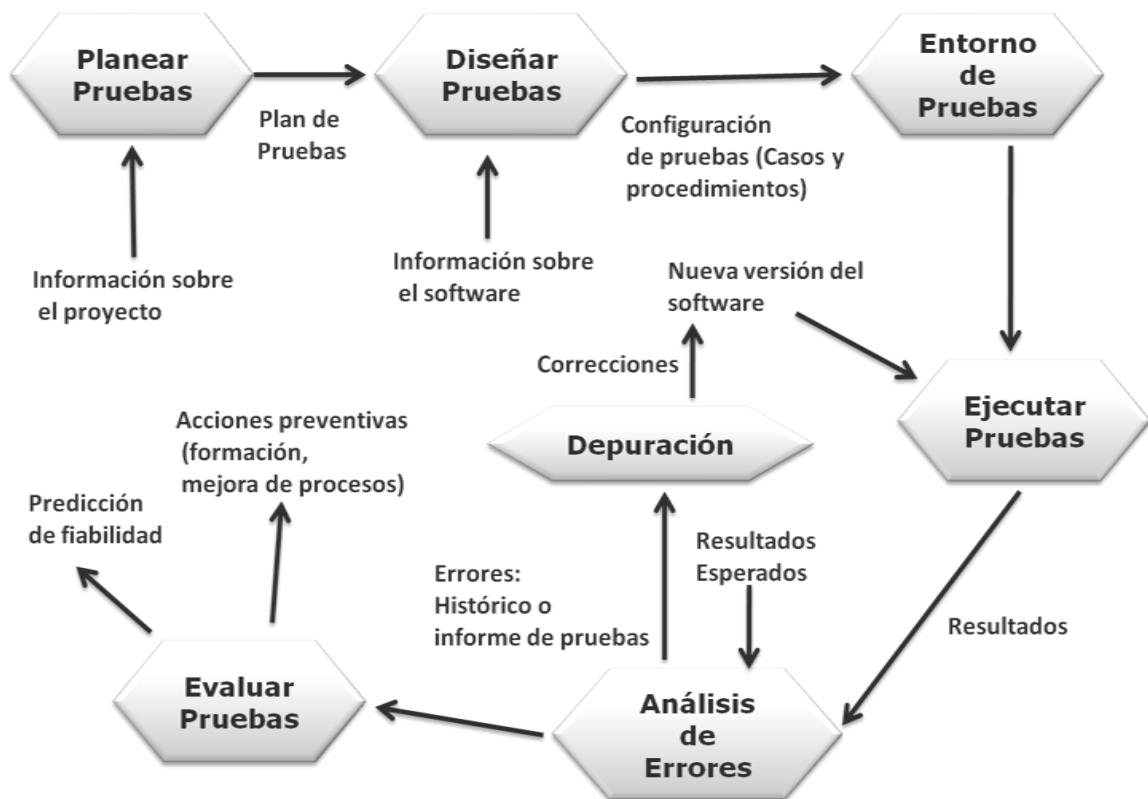 Planear
Pruebas
Plan de
Pruebas
Diseñar
Pruebas
Configuración
de pruebas (Casos y
procedimientos)
Entorno
de
Pruebas
Información sobre
el proyecto
Información sobre
el software
Nueva versión del
software
Correcciones
Depuración
Ejecutar
Pruebas
Acciones preventivas
(formación,
mejora de procesos)
Predicción
de fiabilidad
Errores:
Histórico o
informe de pruebas
Resultados
Esperados
Resultados
Evaluar
Pruebas
Análisis
de
Errores